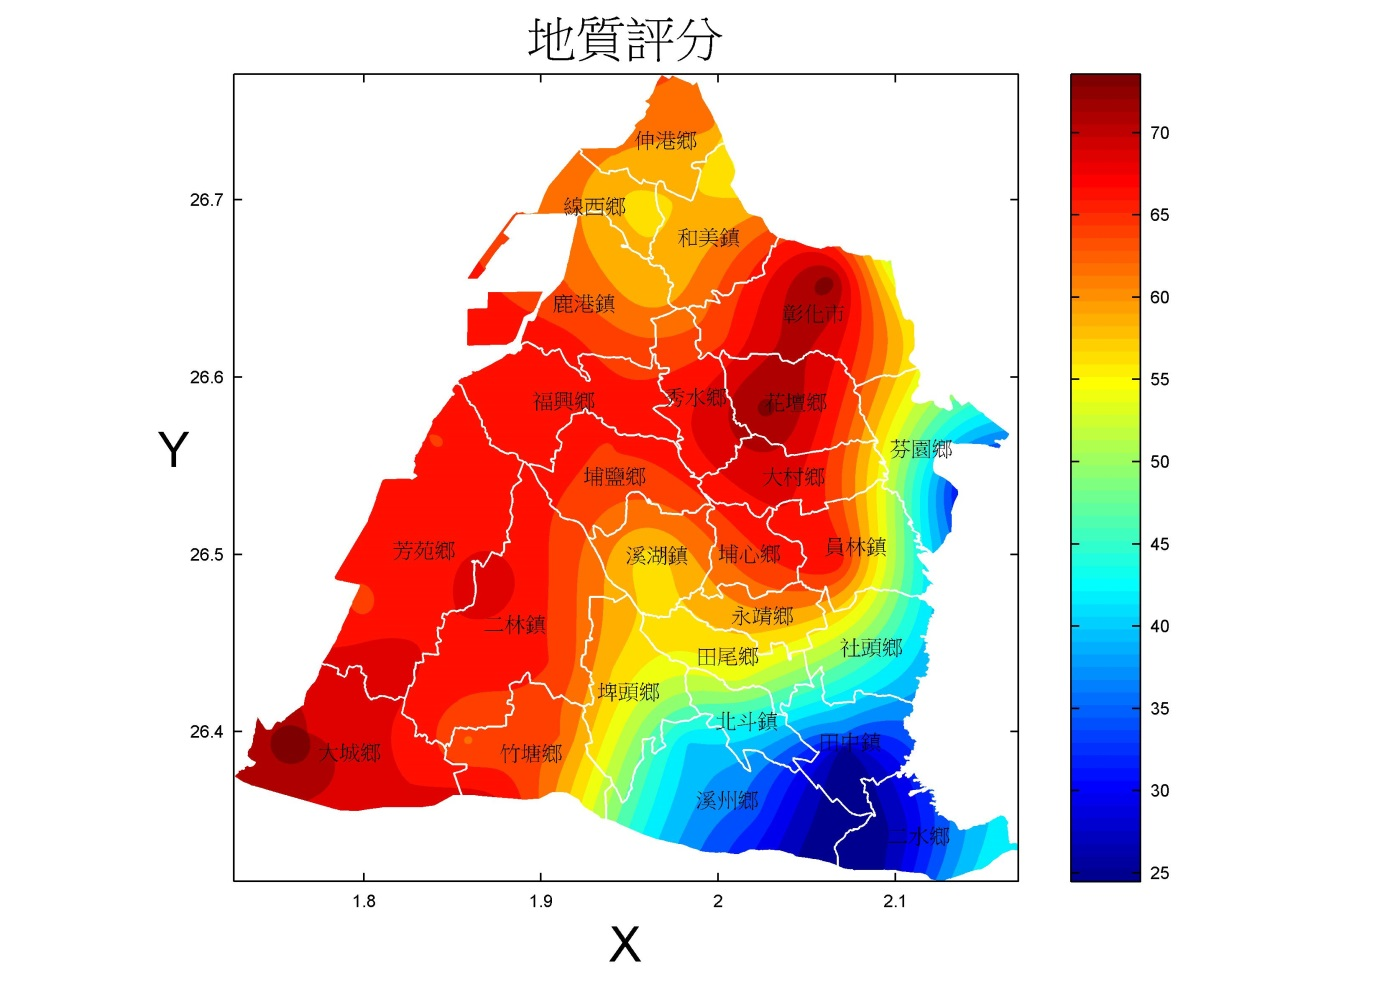 地質評分
伸港鄉
線西鄉
和美鎮
鹿港鎮
彰化市
福興鄉
秀水鄉
花壇鄉
芬園鄉
埔鹽鄉
大村鄉
芳苑鄉
溪湖鎮
埔心鄉
員林鎮
二林鎮
永靖鄉
社頭鄉
田尾鄉
埤頭鄉
北斗鎮
大城鄉
竹塘鄉
田中鎮
溪州鄉
二水鄉
26.7
26.6
26.5
26.4
Y
1.8
1.9
2
2.1
X
70
65
60
55
50
45
40
35
30
25